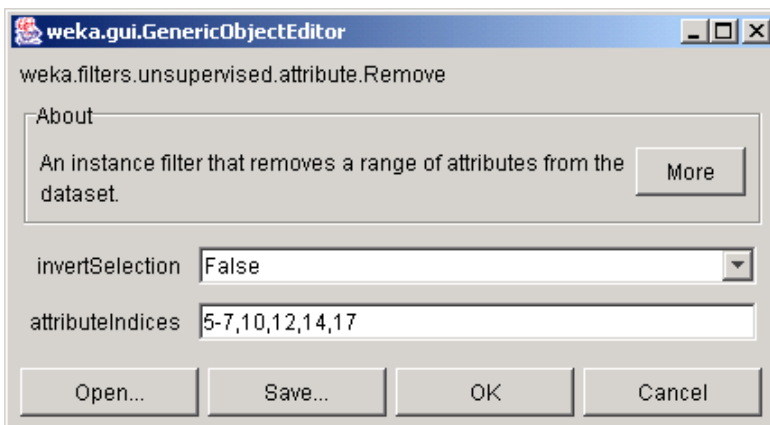 weka.gui.GenericObjectEditor
weka.filters.unsupervised.attribute.Remove
About
An instance filter that removes a range of attributes from the
dataset.
More
invertSelection False
attributeIndices 5-7,10,12,14,17
Open... Save... OK Cancel